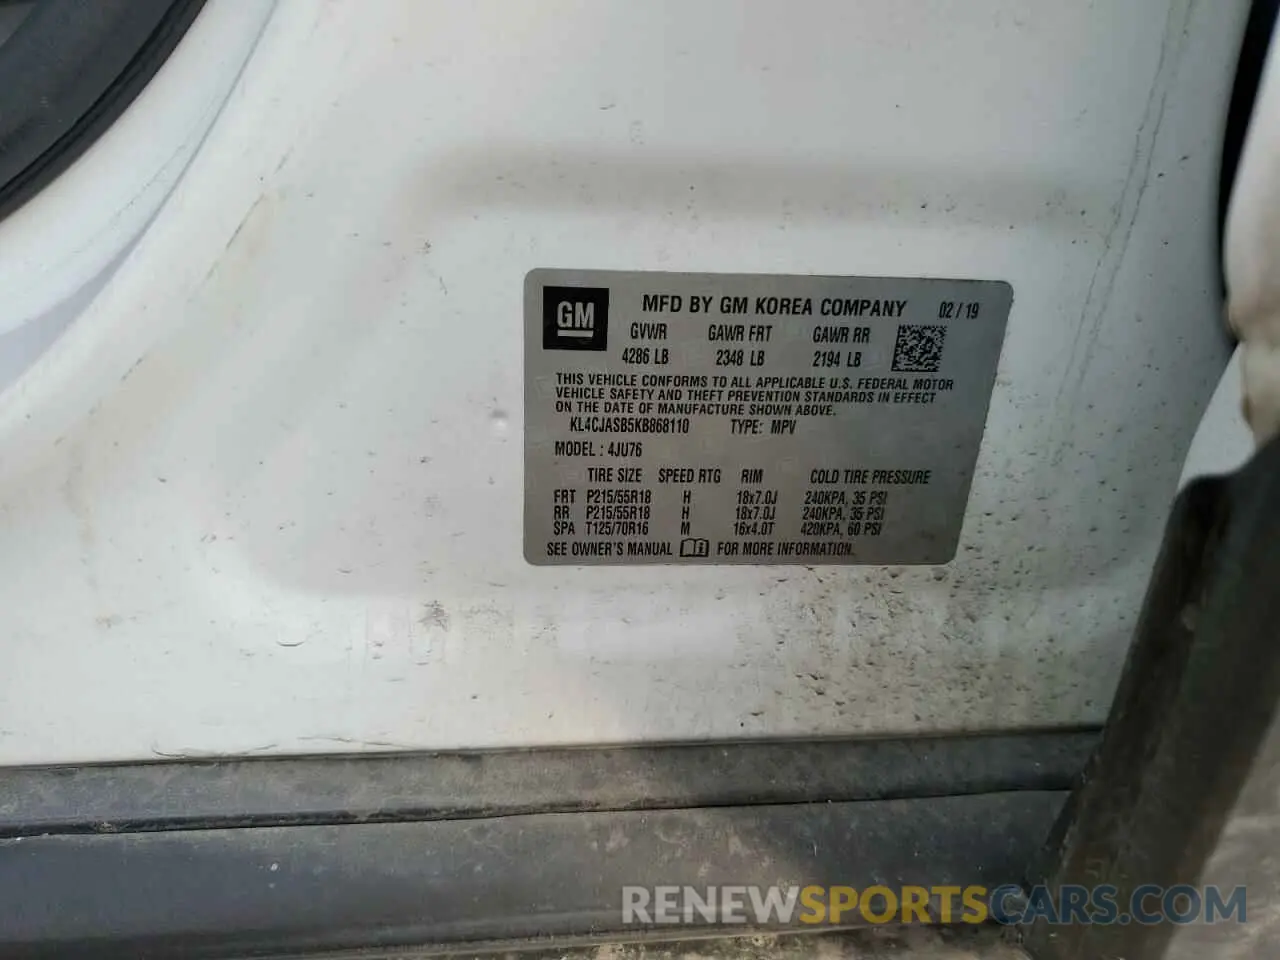 GM
MFD BY GM KOREA COMPANY 02 / 19
GVWR GAWR FRT GAWR RR
4286 LB 2348 LB 2194 LB
THIS VEHICLE CONFORMS TO ALL APPLICABLE U.S. FEDERAL MOTOR
VEHICLE SAFETY AND THEFT PREVENTION STANDARDS IN EFFECT
ON THE DATE OF MANUFACTURE SHOWN ABOVE.
KL4CJASB5KB868110 TYPE: MPV
MODEL : 4JU76
TIRE SIZE SPEED RTG RIM COLD TIRE PRESSURE
FRT P215/55R18 H 18x7.0J 240KPA, 35 PSI
RR P215/55R18 H 18x7.0J 240KPA, 35 PSI
SPA T125/70R16 M 16x4.0T 420KPA, 60 PSI
SEE OWNER'S MANUAL FOR MORE INFORMATION.
RENEWSPORTSCARS.COM